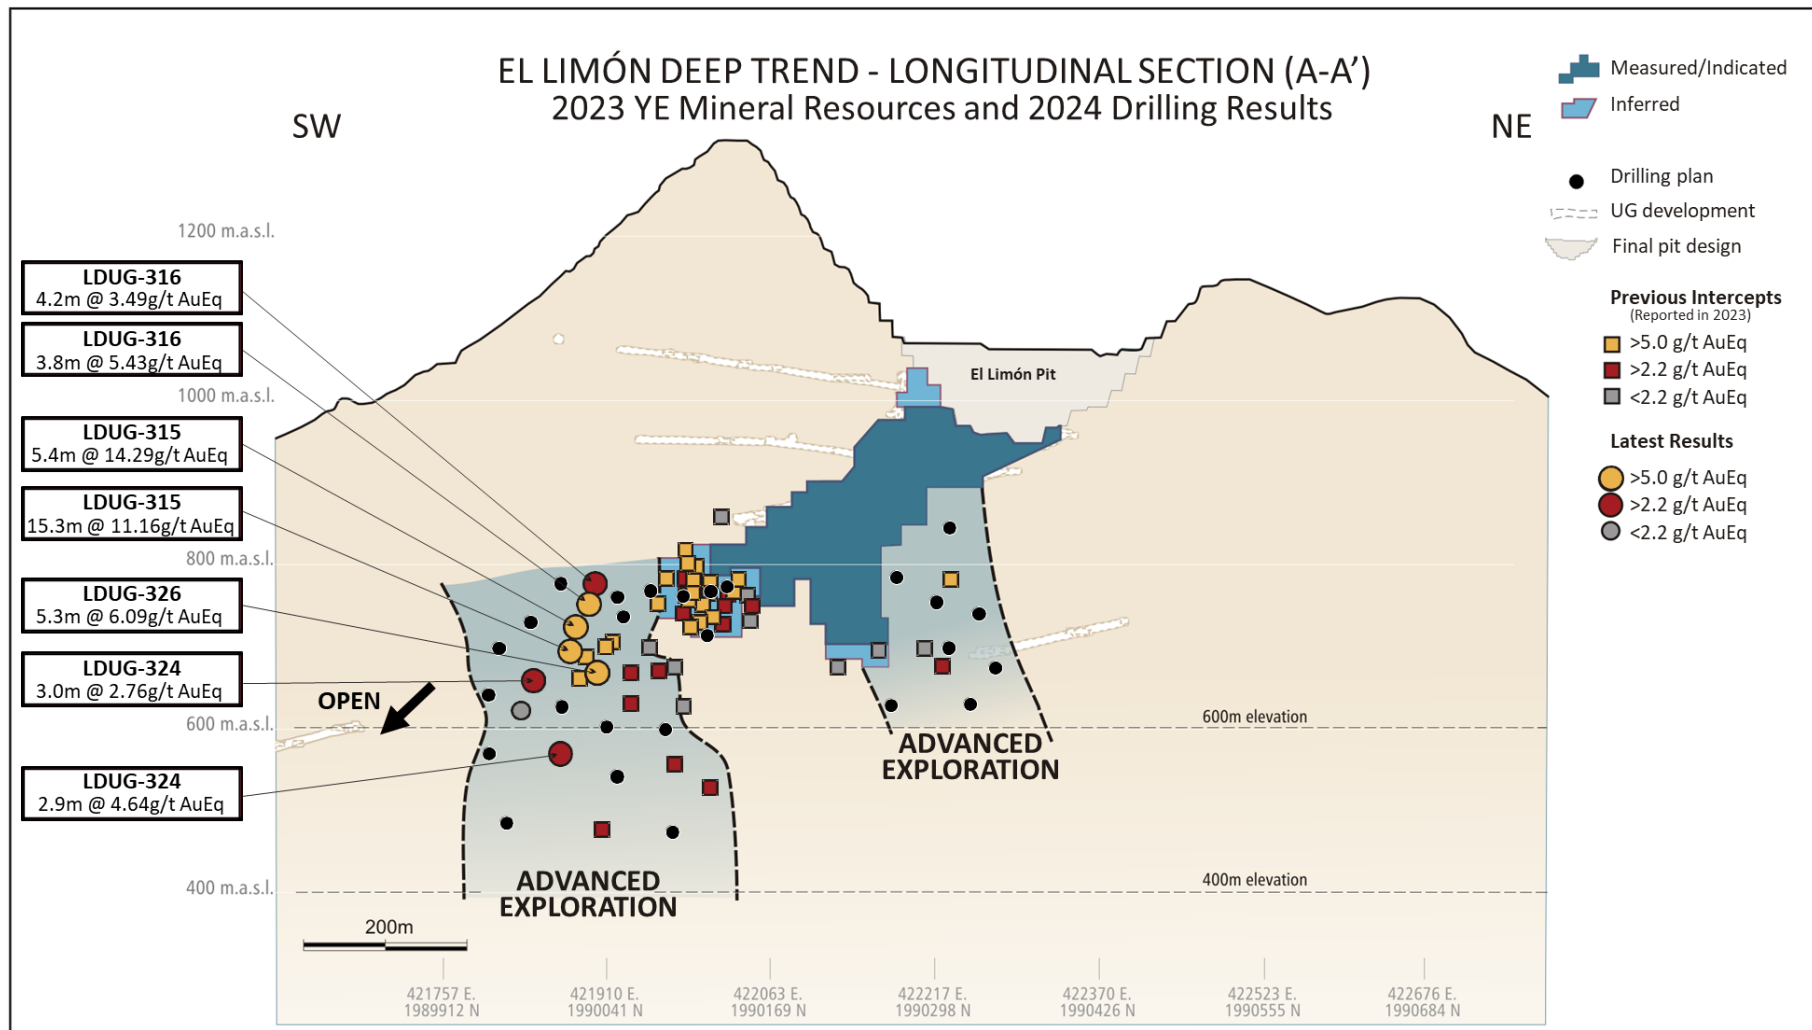 EL LIMÓN DEEP TREND - LONGITUDINAL SECTION (A-A’)
2023 YE Mineral Resources and 2024 Drilling Results
SW
NE
Measured/Indicated
Inferred
Drilling plan
UG development
Final pit design
Previous Intercepts
(Reported in 2023)
>5.0 g/t AuEq
>2.2 g/t AuEq
<2.2 g/t AuEq
Latest Results
>5.0 g/t AuEq
>2.2 g/t AuEq
<2.2 g/t AuEq
1200 m.a.s.l.
1000 m.a.s.l.
800 m.a.s.l.
600 m.a.s.l.
400 m.a.s.l.
LDUG-316
4.2m @ 3.49g/t AuEq
LDUG-316
3.8m @ 5.43g/t AuEq
LDUG-315
5.4m @ 14.29g/t AuEq
LDUG-315
15.3m @ 11.16g/t AuEq
LDUG-326
5.3m @ 6.09g/t AuEq
LDUG-324
3.0m @ 2.76g/t AuEq
LDUG-324
2.9m @ 4.64g/t AuEq
El Limón Pit
OPEN
600m elevation
ADVANCED
EXPLORATION
400m elevation
ADVANCED
EXPLORATION
200m
421757 E.
1989912 N
421910 E.
1990041 N
422063 E.
1990169 N
422217 E.
1990298 N
422370 E.
1990426 N
422523 E.
1990555 N
422676 E.
1990684 N